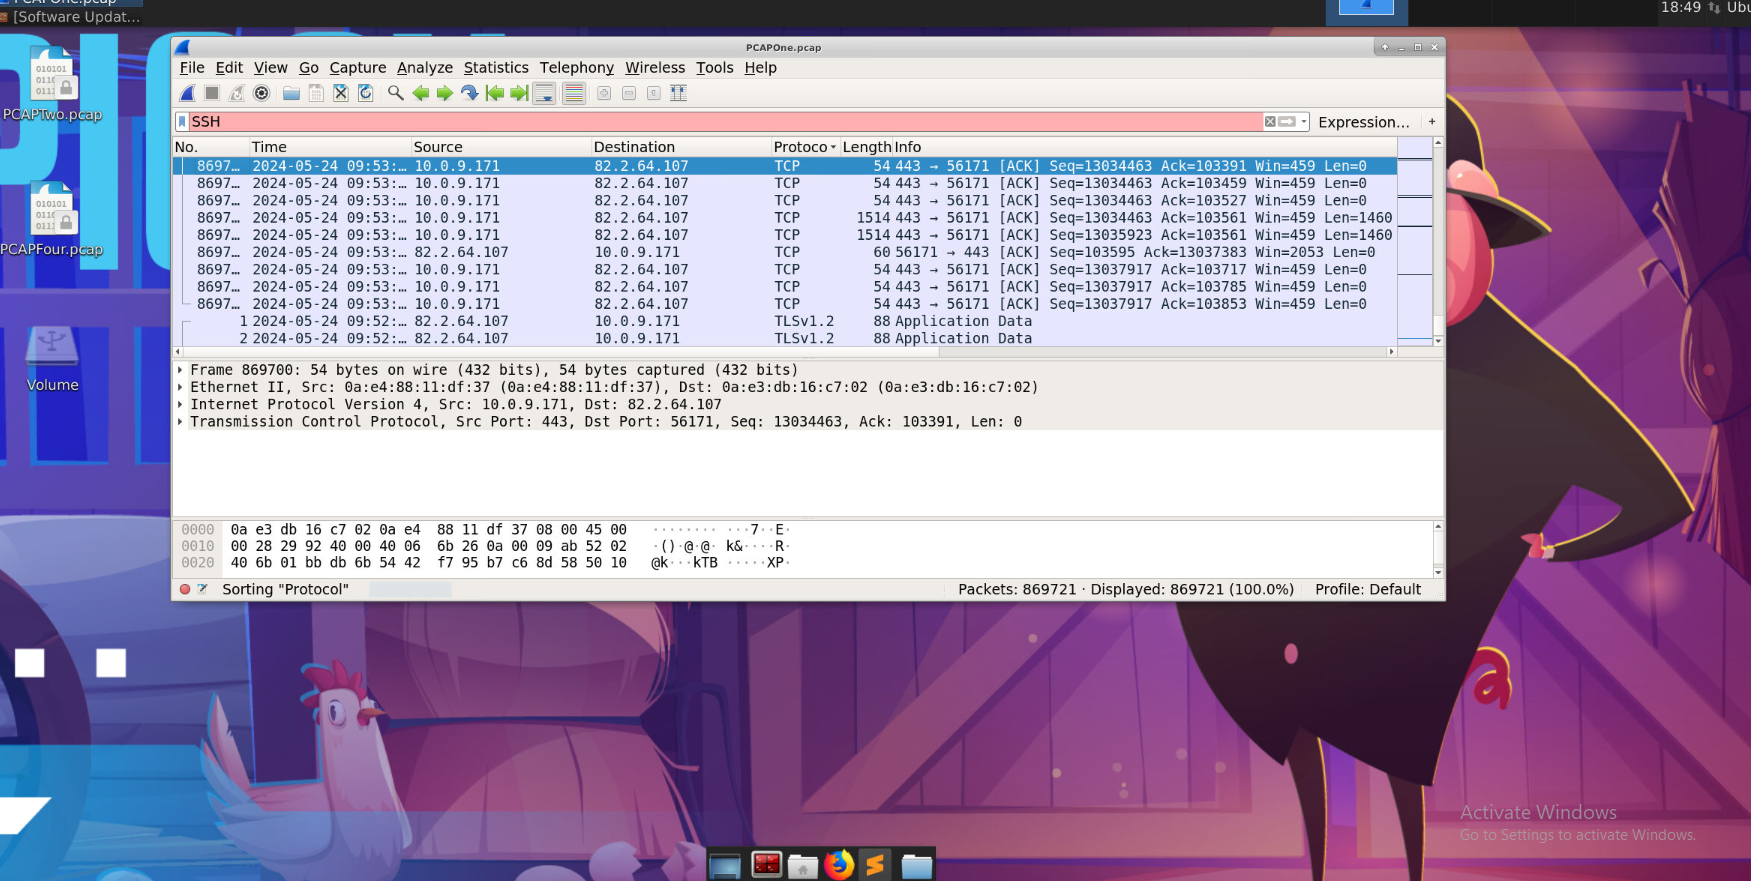 PCAPOne.pcap
[Software Updat...
18:49
Ubu
PCAPTwo.pcap
PCAPFour.pcap
Volume
PCAPOne.pcap
File Edit View Go Capture Analyze Statistics Telephony Wireless Tools Help
SSH
Expression... +
No. Time Source Destination Protoco Length Info
8697… 2024-05-24 09:53:… 10.0.9.171 82.2.64.107 TCP 54 443 → 56171 [ACK] Seq=13034463 Ack=103391 Win=459 Len=0
8697… 2024-05-24 09:53:… 10.0.9.171 82.2.64.107 TCP 54 443 → 56171 [ACK] Seq=13034463 Ack=103459 Win=459 Len=0
8697… 2024-05-24 09:53:… 10.0.9.171 82.2.64.107 TCP 54 443 → 56171 [ACK] Seq=13034463 Ack=103527 Win=459 Len=0
8697… 2024-05-24 09:53:… 10.0.9.171 82.2.64.107 TCP 1514 443 → 56171 [ACK] Seq=13034463 Ack=103561 Win=459 Len=1460
8697… 2024-05-24 09:53:… 10.0.9.171 82.2.64.107 TCP 1514 443 → 56171 [ACK] Seq=13035923 Ack=103561 Win=459 Len=1460
8697… 2024-05-24 09:53:… 82.2.64.107 10.0.9.171 TCP 60 56171 → 443 [ACK] Seq=103595 Ack=13037383 Win=2053 Len=0
8697… 2024-05-24 09:53:… 10.0.9.171 82.2.64.107 TCP 54 443 → 56171 [ACK] Seq=13037917 Ack=103717 Win=459 Len=0
8697… 2024-05-24 09:53:… 10.0.9.171 82.2.64.107 TCP 54 443 → 56171 [ACK] Seq=13037917 Ack=103785 Win=459 Len=0
8697… 2024-05-24 09:53:… 10.0.9.171 82.2.64.107 TCP 54 443 → 56171 [ACK] Seq=13037917 Ack=103853 Win=459 Len=0
1 2024-05-24 09:52:… 82.2.64.107 10.0.9.171 TLSv1.2 88 Application Data
2 2024-05-24 09:52:… 82.2.64.107 10.0.9.171 TLSv1.2 88 Application Data
Frame 869700: 54 bytes on wire (432 bits), 54 bytes captured (432 bits)
Ethernet II, Src: 0a:e4:88:11:df:37 (0a:e4:88:11:df:37), Dst: 0a:e3:db:16:c7:02 (0a:e3:db:16:c7:02)
Internet Protocol Version 4, Src: 10.0.9.171, Dst: 82.2.64.107
Transmission Control Protocol, Src Port: 443, Dst Port: 56171, Seq: 13034463, Ack: 103391, Len: 0
0000 0a e3 db 16 c7 02 0a e4 88 11 df 37 08 00 45 00 ········ ···7··E·
0010 00 28 29 92 40 00 40 06 6b 26 0a 00 09 ab 52 02 ·()·@·@· k&····R·
0020 40 6b 01 bb db 6b 54 42 f7 95 b7 c6 8d 58 50 10 @k···kTB ·····XP·
Sorting "Protocol"
Packets: 869721 · Displayed: 869721 (100.0%)
Profile: Default
Activate Windows
Go to Settings to activate Windows.